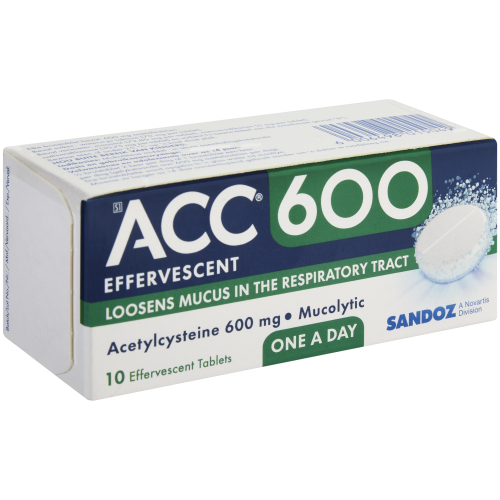 S1
ACC® 600
EFFERVESCENT
LOOSENS MUCUS IN THE RESPIRATORY TRACT
Acetylcysteine 600 mg • Mucolytic
ONE A DAY
10 Effervescent Tablets
SANDOZ A Novartis
Division